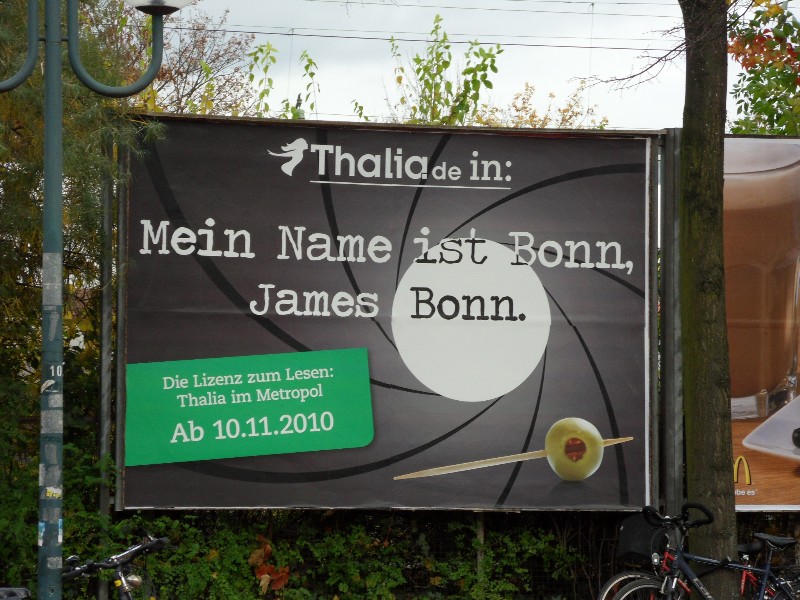 Thalia.de in:
Mein Name ist Bonn,
James Bonn.
Die Lizenz zum Lesen:
Thalia im Metropol
Ab 10.11.2010
10